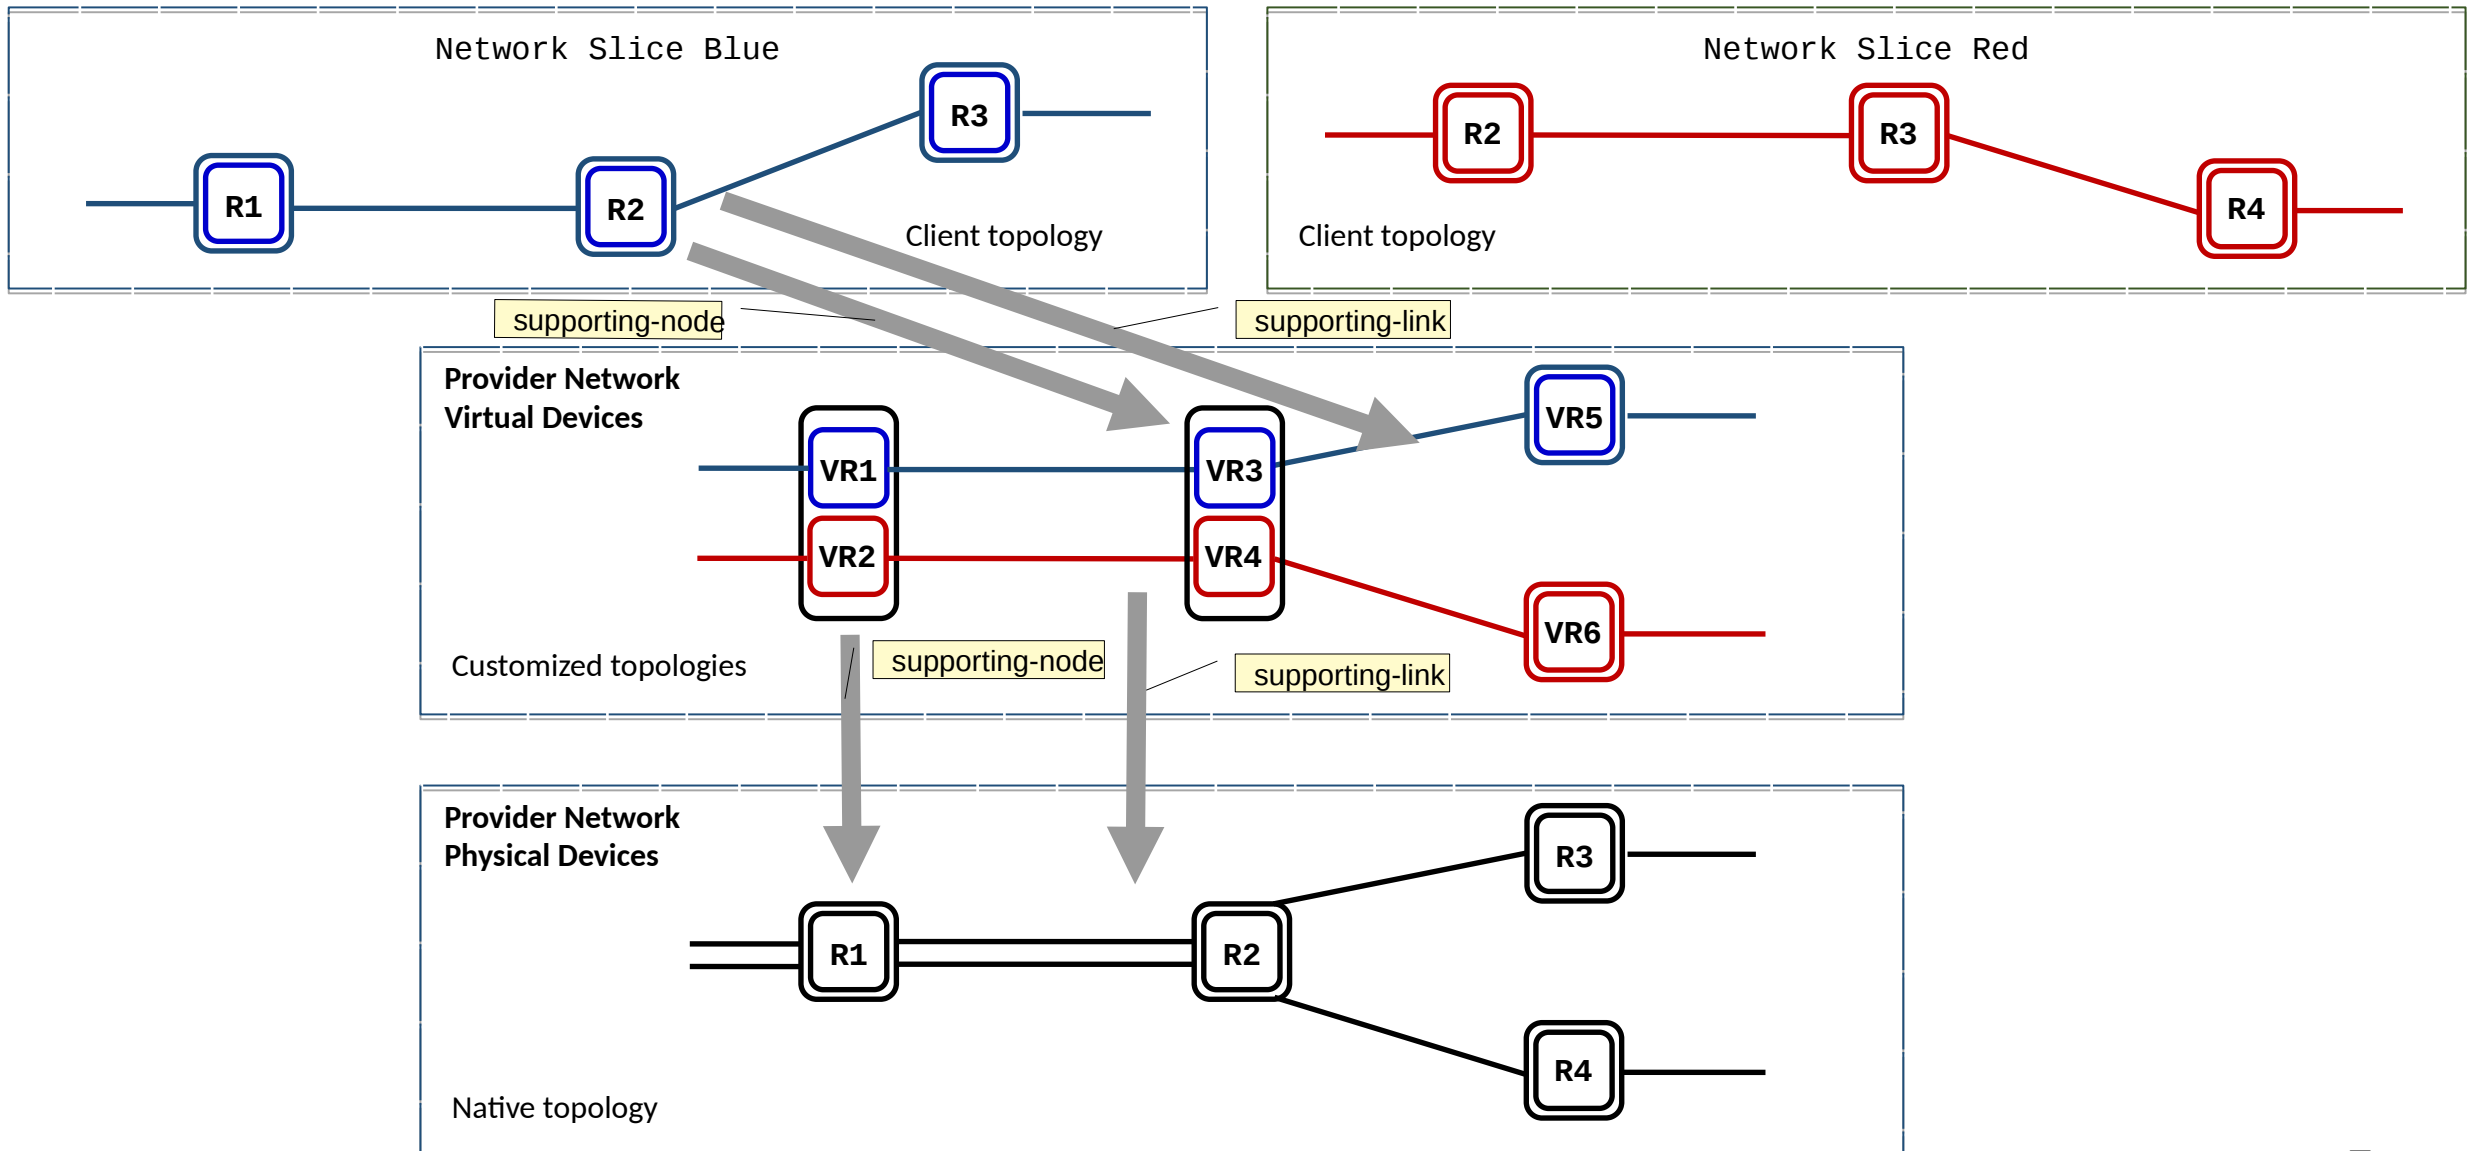 Network Slice Blue
R1
R2
R3
Client topology
Network Slice Red
R2
R3
R4
Client topology
supporting-node
supporting-link
Provider Network
Virtual Devices
VR1
VR3
VR5
VR2
VR4
VR6
Customized topologies
supporting-node
supporting-link
Provider Network
Physical Devices
R3
R1
R2
R4
Native topology